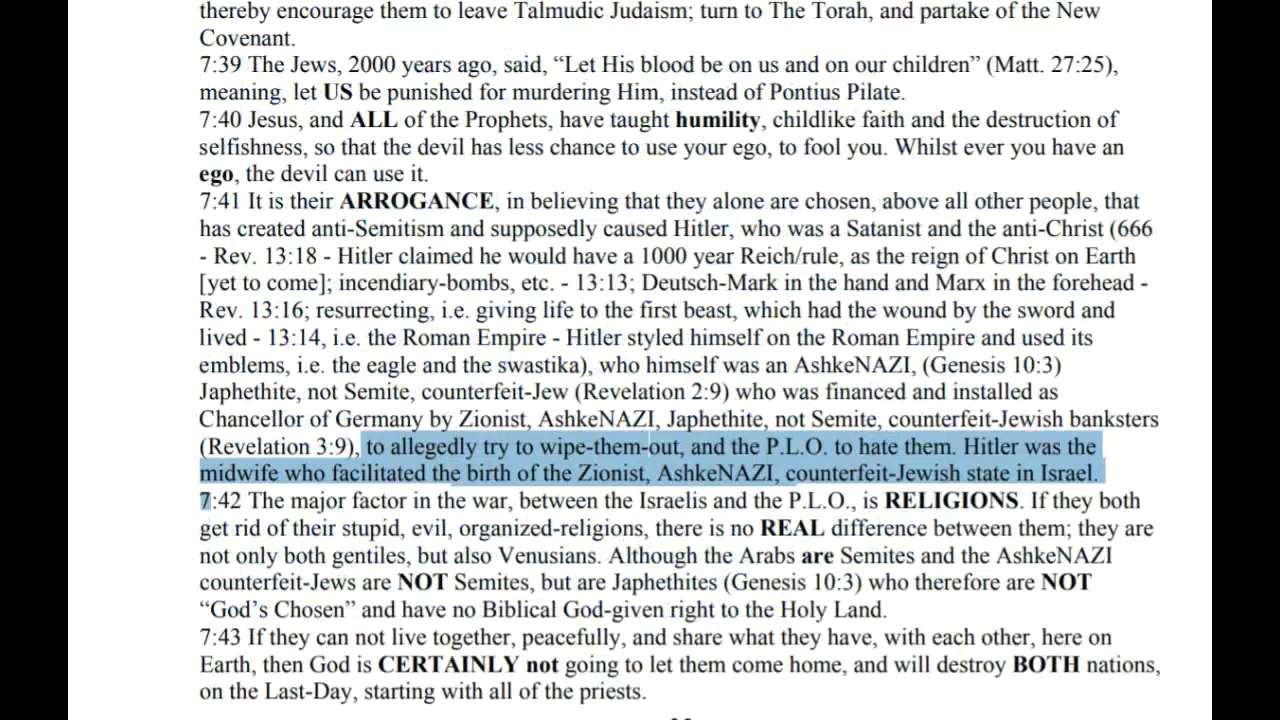 thereby encourage them to leave Talmudic Judaism; turn to The Torah, and partake of the New
Covenant.
7:39 The Jews, 2000 years ago, said, “Let His blood be on us and on our children” (Matt. 27:25),
meaning, let US be punished for murdering Him, instead of Pontius Pilate.
7:40 Jesus, and ALL of the Prophets, have taught humility, childlike faith and the destruction of
selfishness, so that the devil has less chance to use your ego, to fool you. Whilst ever you have an
ego, the devil can use it.
7:41 It is their ARROGANCE, in believing that they alone are chosen, above all other people, that
has created anti-Semitism and supposedly caused Hitler, who was a Satanist and the anti-Christ (666
- Rev. 13:18 - Hitler claimed he would have a 1000 year Reich/rule, as the reign of Christ on Earth
[yet to come]; incendiary-bombs, etc. - 13:13; Deutsch-Mark in the hand and Marx in the forehead -
Rev. 13:16; resurrecting, i.e. giving life to the first beast, which had the wound by the sword and
lived - 13:14, i.e. the Roman Empire - Hitler styled himself on the Roman Empire and used its
emblems, i.e. the eagle and the swastika), who himself was an AshkeNAZI, (Genesis 10:3)
Japhethite, not Semite, counterfeit-Jew (Revelation 2:9) who was financed and installed as
Chancellor of Germany by Zionist, AshkeNAZI, Japhethite, not Semite, counterfeit-Jewish banksters
(Revelation 3:9), to allegedly try to wipe-them-out, and the P.L.O. to hate them. Hitler was the
midwife who facilitated the birth of the Zionist, AshkeNAZI, counterfeit-Jewish state in Israel.
7:42 The major factor in the war, between the Israelis and the P.L.O., is RELIGIONS. If they both
get rid of their stupid, evil, organized-religions, there is no REAL difference between them; they are
not only both gentiles, but also Venusians. Although the Arabs are Semites and the AshkeNAZI
counterfeit-Jews are NOT Semites, but are Japhethites (Genesis 10:3) who therefore are NOT
“God’s Chosen” and have no Biblical God-given right to the Holy Land.
7:43 If they can not live together, peacefully, and share what they have, with each other, here on
Earth, then God is CERTAINLY not going to let them come home, and will destroy BOTH nations,
on the Last-Day, starting with all of the priests.